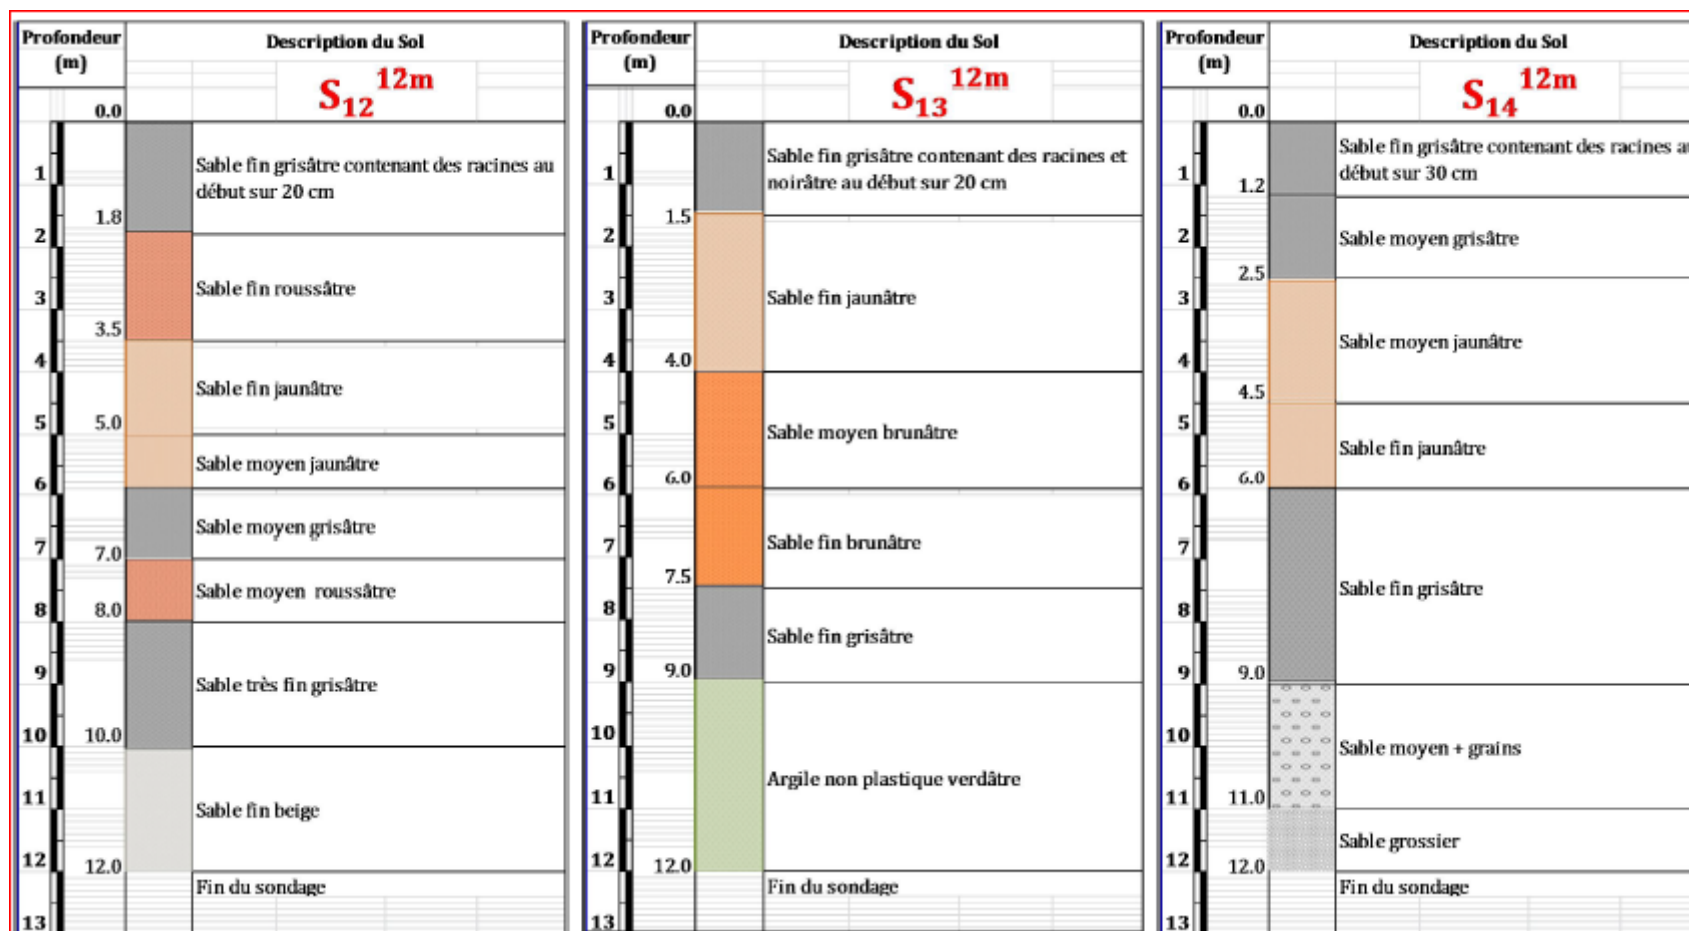 Profondeur (m) Description du Sol
S12 12m
0.0
Sable fin grisâtre contenant des racines au
début sur 20 cm
1
1.8
2
Sable fin roussâtre
3
3.5
4
Sable fin jaunâtre
5
5.0
Sable moyen jaunâtre
6
Sable moyen grisâtre
7
7.0
Sable moyen roussâtre
8
8.0
Sable très fin grisâtre
9
10
10.0
Sable fin beige
11
12
12.0
Fin du sondage
13
Profondeur (m) Description du Sol
S13 12m
0.0
Sable fin grisâtre contenant des racines et
noirâtre au début sur 20 cm
1
1.5
2
Sable fin jaunâtre
3
4
4.0
Sable moyen brunâtre
5
6
6.0
Sable fin brunâtre
7
7.5
8
Sable fin grisâtre
9
9.0
10
Argile non plastique verdâtre
11
12
12.0
Fin du sondage
13
Profondeur (m) Description du Sol
S14 12m
0.0
Sable fin grisâtre contenant des racines au
début sur 30 cm
1
1.2
Sable moyen grisâtre
2
2.5
3
Sable moyen jaunâtre
4
4.5
5
Sable fin jaunâtre
6
6.0
7
Sable fin grisâtre
8
9
9.0
10
Sable moyen + grains
11
11.0
Sable grossier
12
12.0
Fin du sondage
13